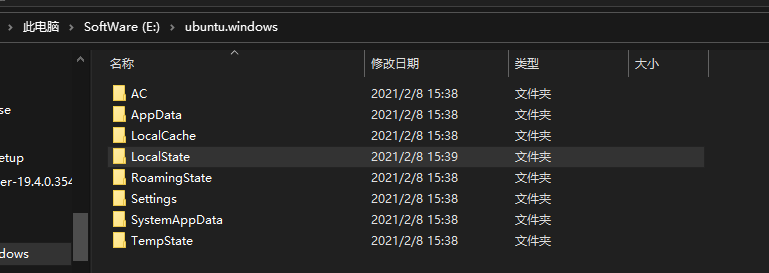 此电脑 > SoftWare (E:) > ubuntu.windows
名称 修改日期 类型 大小
AC 2021/2/8 15:38 文件夹
se AppData 2021/2/8 15:38 文件夹
LocalCache 2021/2/8 15:38 文件夹
etup LocalState 2021/2/8 15:39 文件夹
er-19.4.0.354 RoamingState 2021/2/8 15:38 文件夹
Settings 2021/2/8 15:38 文件夹
SystemAppData 2021/2/8 15:38 文件夹
TempState 2021/2/8 15:38 文件夹
dows